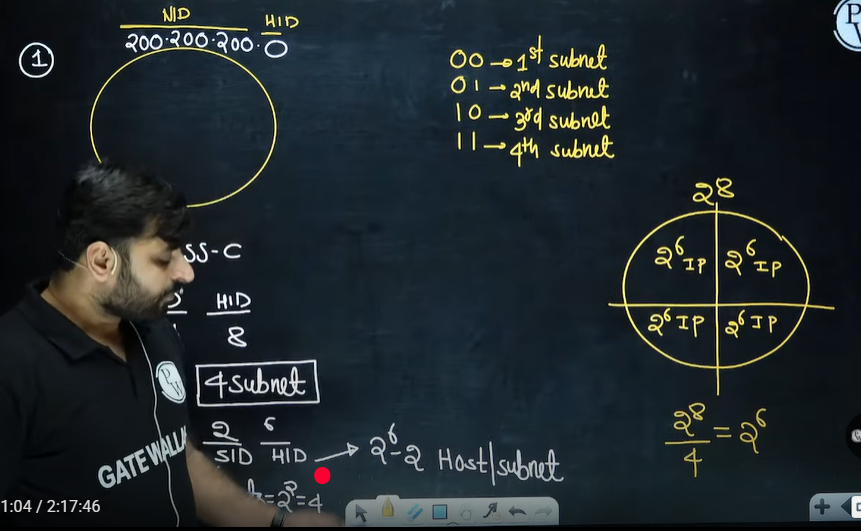 NID HID
200.200.200.0
1
00→1st subnet
01→2nd subnet
10→3rd subnet
11→4th subnet
SS-C
HID
8
4 subnet
2 6
SID HID → 2^6-2 Host/subnet
=2^2=4
2^8
2^6 IP 2^6 IP
2^6 IP 2^6 IP
2^8/4 = 2^6
GATE WALLA
1:04 / 2:17:46